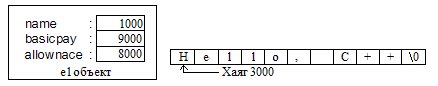 name : 1000
basicpay : 9000
allownace : 8000
e1 объект
H e l l o , C + + \0
Хаяг 3000